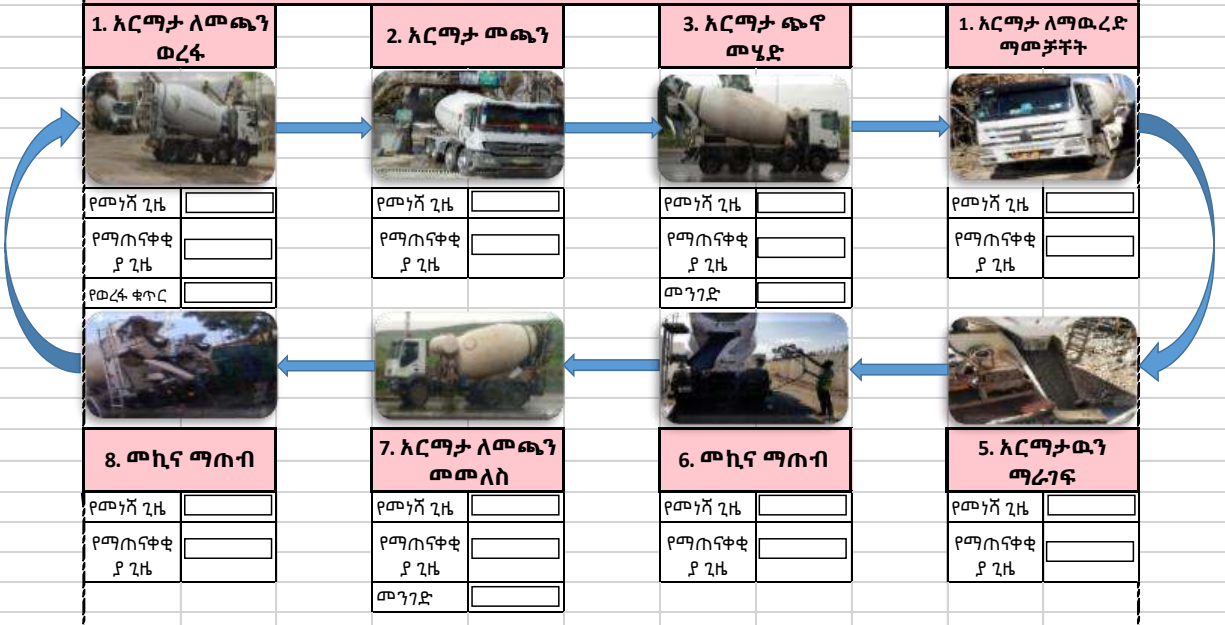 1. አርማታ ለመጫን
ወረፋ
2. አርማታ መጫን
3. አርማታ ጭኖ
መሄድ
1. አርማታ ለማዉረድ
ማመቻቸት
የመነሻ ጊዜ
የማጠናቀቂ
ያ ጊዜ
የወረፋ ቁጥር
የመነሻ ጊዜ
የማጠናቀቂ
ያ ጊዜ
የመነሻ ጊዜ
የማጠናቀቂ
ያ ጊዜ
መንገድ
የመነሻ ጊዜ
የማጠናቀቂ
ያ ጊዜ
8. መኪና ማጠብ
7. አርማታ ለመጫን
መመለስ
6. መኪና ማጠብ
5. አርማታዉን
ማራገፍ
የመነሻ ጊዜ
የማጠናቀቂ
ያ ጊዜ
የመነሻ ጊዜ
የማጠናቀቂ
ያ ጊዜ
መንገድ
የመነሻ ጊዜ
የማጠናቀቂ
ያ ጊዜ
የመነሻ ጊዜ
የማጠናቀቂ
ያ ጊዜ